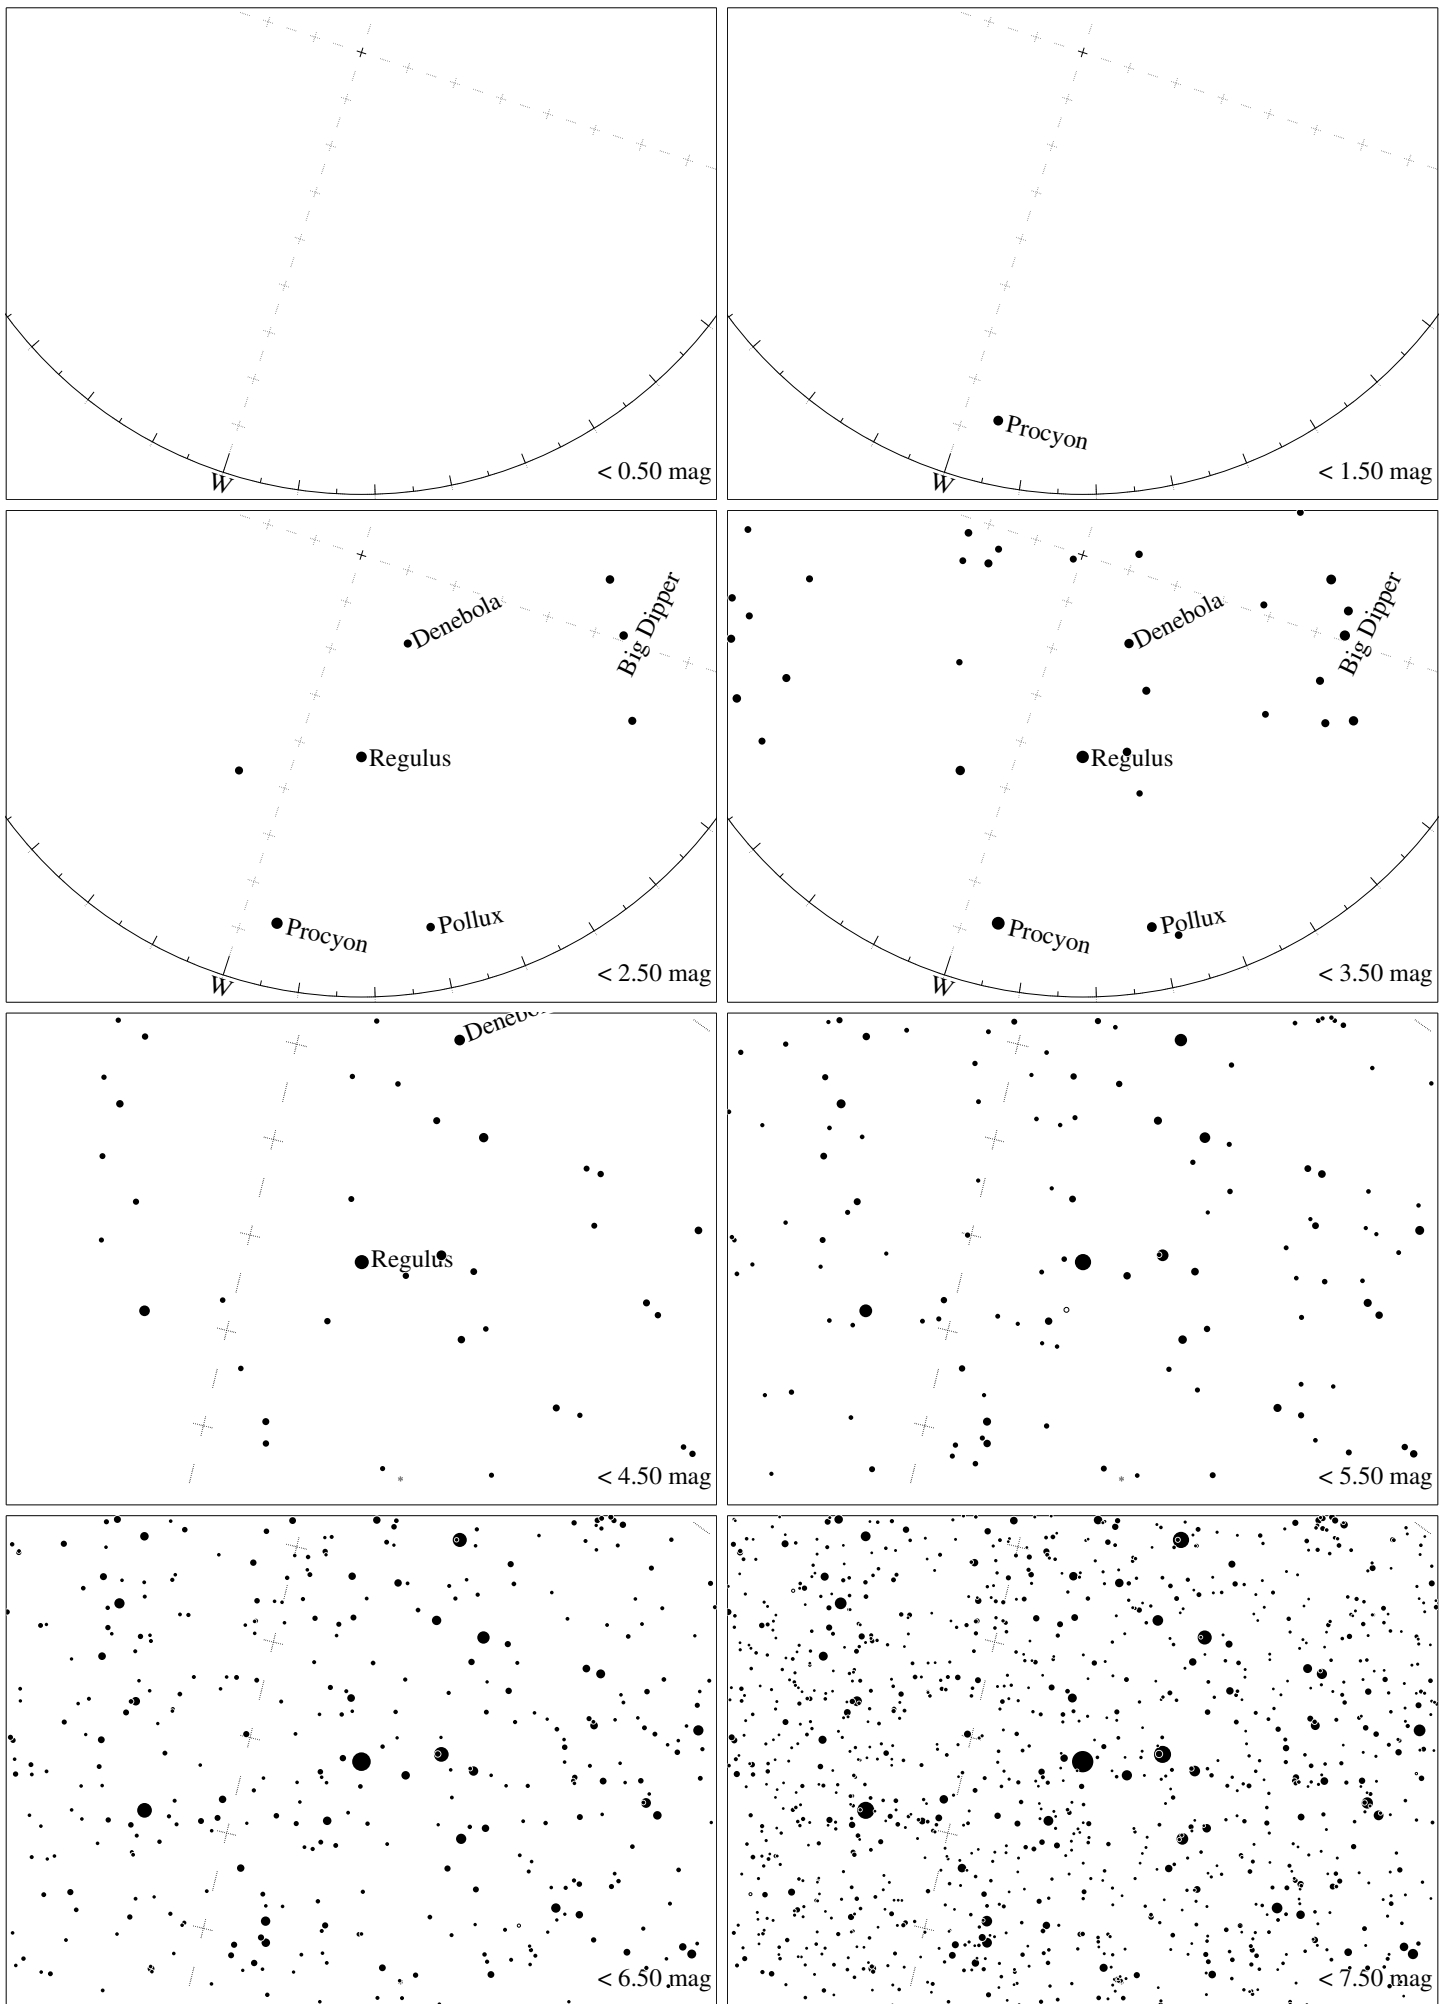 W
< 0.50 mag
Procyon
W
< 1.50 mag
Denebola
Big Dipper
Regulus
Procyon
Pollux
W
< 2.50 mag
Denebola
Big Dipper
Regulus
Procyon
Pollux
W
< 3.50 mag
Regulus
< 4.50 mag
< 5.50 mag
< 6.50 mag
< 7.50 mag